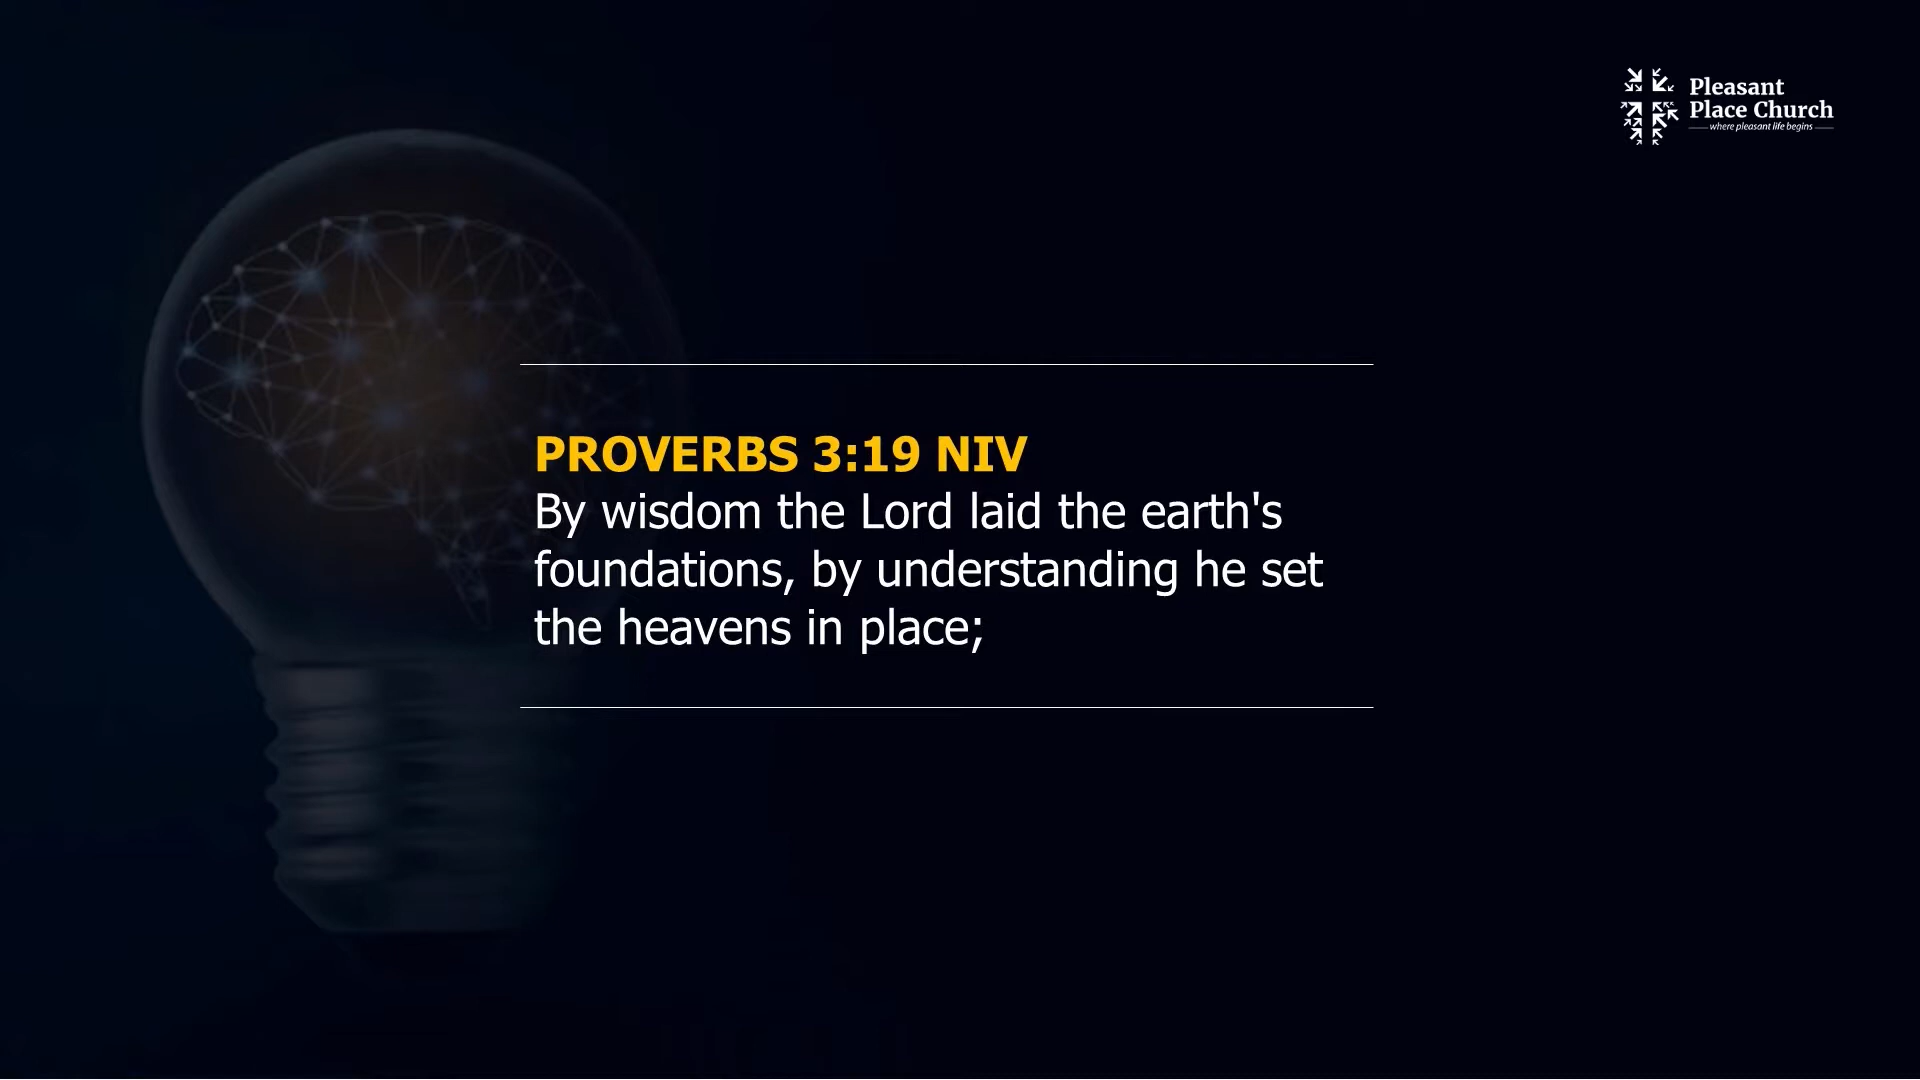 Pleasant
Place Church
where pleasant life begins
PROVERBS 3:19 NIV
By wisdom the Lord laid the earth's
foundations, by understanding he set
the heavens in place;